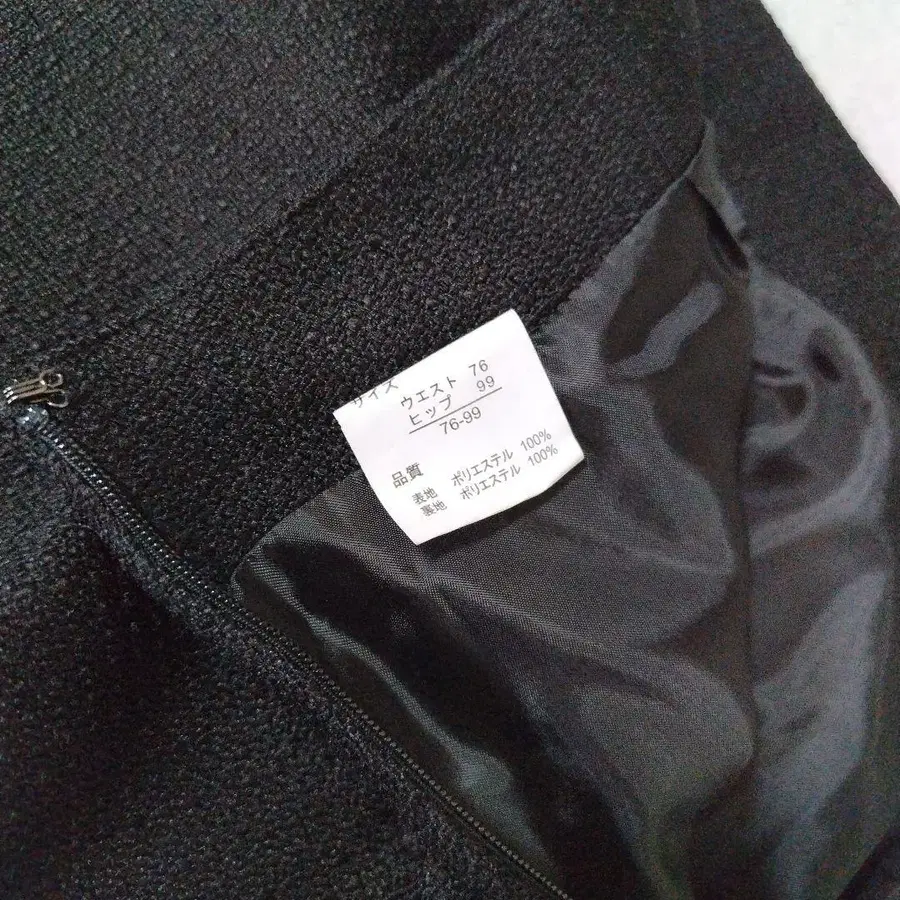 サイズ
ウエスト 76
ヒップ 99
76-99
品質
表地 ポリエステル 100%
裏地 ポリエステル 100%